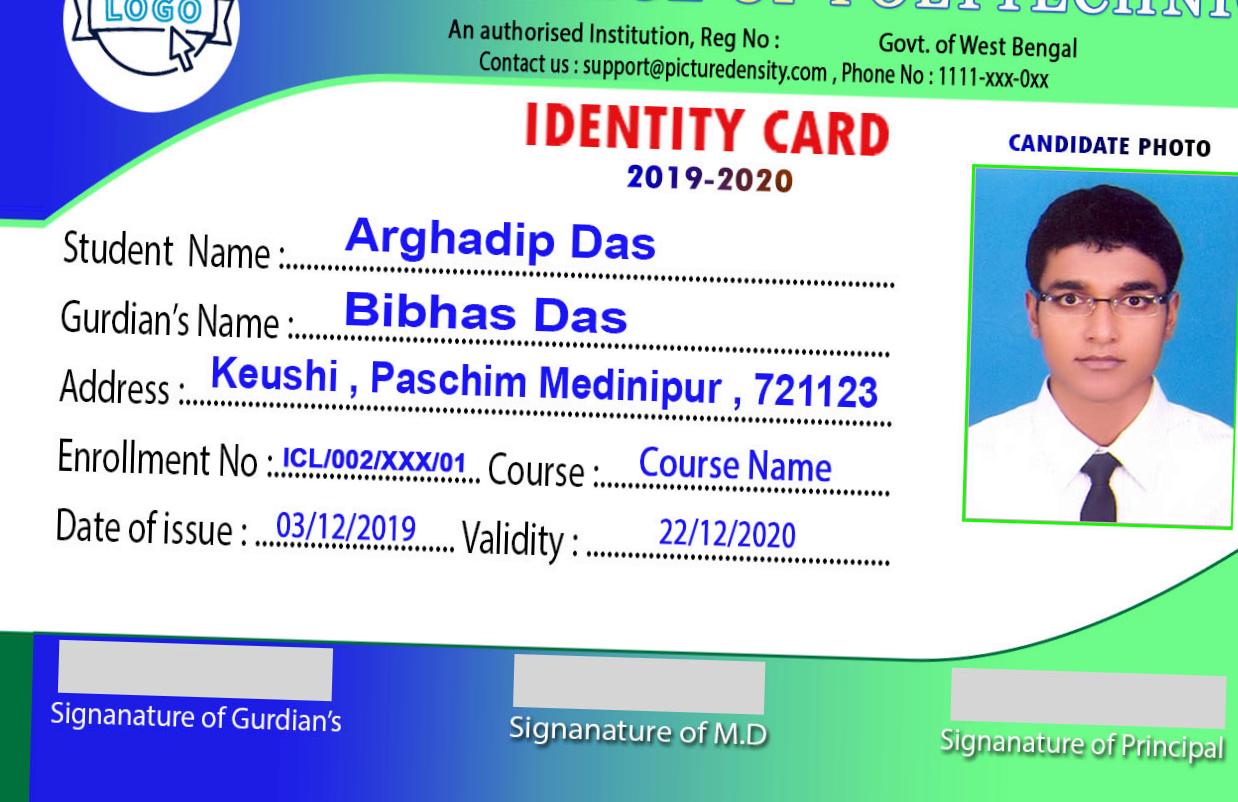 LOGO
OF POLYTECHNIC
An authorised Institution, Reg No : Govt. of West Bengal
Contact us : support@picturedensity.com , Phone No : 1111-xxx-0xx
IDENTITY CARD
2019-2020
CANDIDATE PHOTO
Student Name : Arghadip Das
Gurdian's Name : Bibhas Das
Address : Keushi , Paschim Medinipur , 721123
Enrollment No : ICL/002/XXX/01 Course : Course Name
Date of issue : 03/12/2019 Validity : 22/12/2020
Signanature of Gurdian's
Signanature of M.D
Signanature of Principal